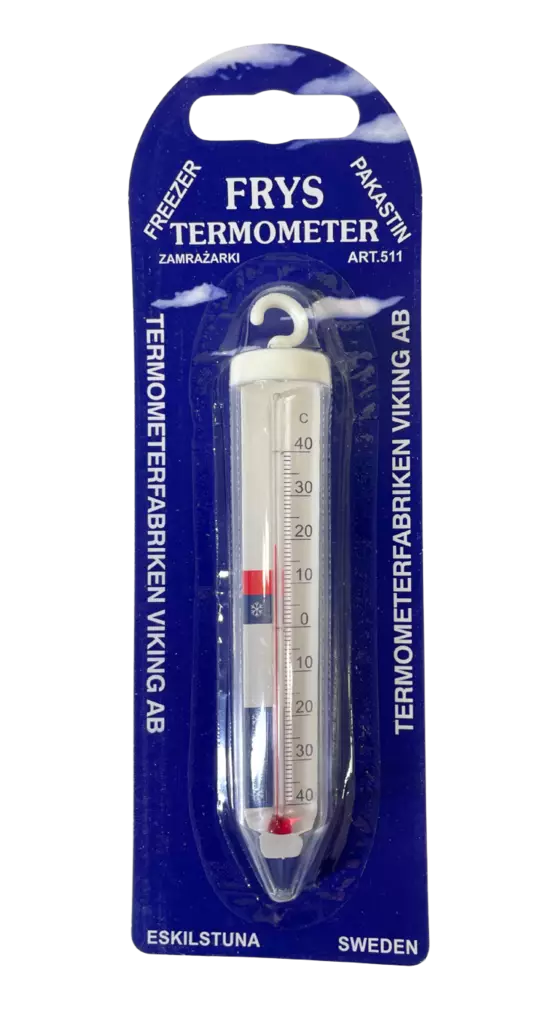 FREEZER
FRYS
PAKASTIN
TERMOMETER
ZAMRAŻARKI
ART.511
TERMOMETERFABRIKEN VIKING AB
TERMOMETERFABRIKEN VIKING AB
C
40
30
20
10
0
10
20
30
40
ESKILSTUNA
SWEDEN